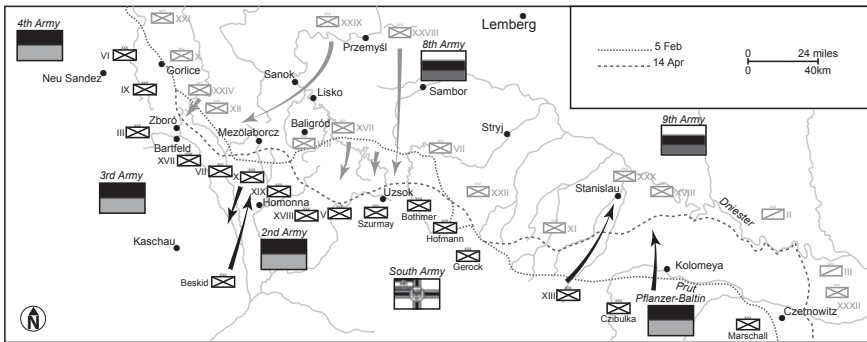 4th Army
XXI
XXIX
XXVIII
Lemberg
5 Feb
14 Apr
0 24 miles
0 40km
Przemyśl
8th Army
VI
X
Gorlice
Neu Sandez
Sanok
Sambor
IX
XXIV
Lisko
XII
9th Army
Zboró
Mezölaborcz
Baligród
XVII
Stryj
III
Bartfeld
VIII
VII
XVII
VII
X
XXX
3rd Army
XIX
Uzsok
XXII
Stanislau
XVIII
Dniester
Homonna
XVIII
V
Szurmay
Bothmer
II
Kaschau
2nd Army
Hofmann
XI
South Army
Gerock
Kolomeya
III
Beskid
XIII
Prut
Pflanzer-Baltin
XXXII
Czibulka
Czernowitz
Marschall
N